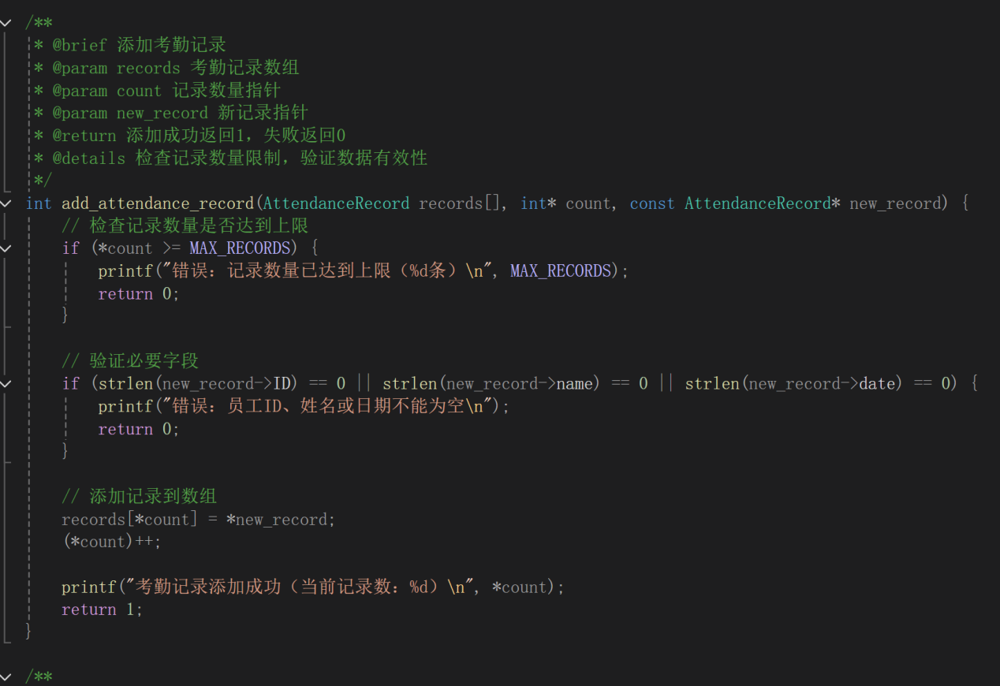 /**
* @brief 添加考勤记录
* @param records 考勤记录数组
* @param count 记录数量指针
* @param new_record 新记录指针
* @return 添加成功返回1，失败返回0
* @details 检查记录数量限制，验证数据有效性
*/
int add_attendance_record(AttendanceRecord records[], int* count, const AttendanceRecord* new_record) {
// 检查记录数量是否达到上限
if (*count >= MAX_RECORDS) {
printf("错误：记录数量已达到上限（%d条）\n", MAX_RECORDS);
return 0;
}
// 验证必要字段
if (strlen(new_record->ID) == 0 || strlen(new_record->name) == 0 || strlen(new_record->date) == 0) {
printf("错误：员工ID、姓名或日期不能为空\n");
return 0;
}
// 添加记录到数组
records[*count] = *new_record;
(*count)++;
printf("考勤记录添加成功（当前记录数：%d）\n", *count);
return 1;
}
/**